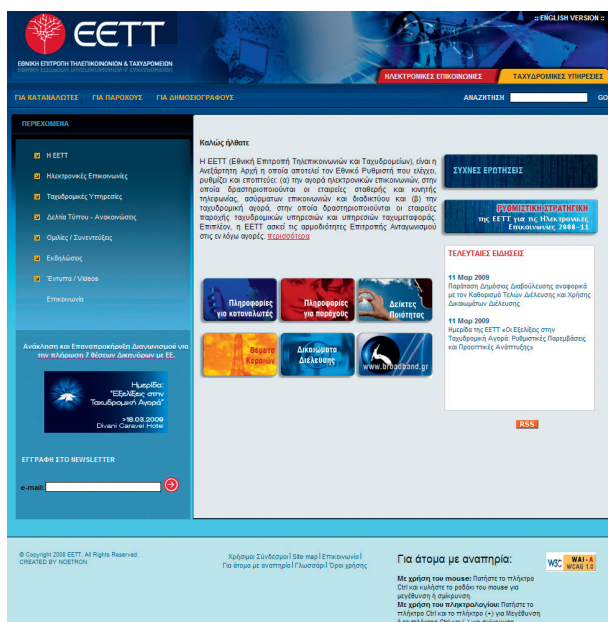 :: ENGLISH VERSION ::
EETT
ΕΘΝΙΚΗ ΕΠΙΤΡΟΠΗ ΤΗΛΕΠΙΚΟΙΝΩΝΙΩΝ & ΤΑΧΥΔΡΟΜΕΙΩΝ
ΗΛΕΚΤΡΟΝΙΚΕΣ ΕΠΙΚΟΙΝΩΝΙΕΣ
ΤΑΧΥΔΡΟΜΙΚΕΣ ΥΠΗΡΕΣΙΕΣ
ΓΙΑ ΚΑΤΑΝΑΛΩΤΕΣ ΓΙΑ ΠΑΡΟΧΟΥΣ ΓΙΑ ΔΗΜΟΣΙΟΓΡΑΦΟΥΣ
ΑΝΑΖΗΤΗΣΗ GO
ΠΕΡΙΕΧΟΜΕΝΑ
Η ΕΕΤΤ
Ηλεκτρονικές Επικοινωνίες
Ταχυδρομικές Υπηρεσίες
Δελτία Τύπου - Ανακοινώσεις
Ομιλίες / Συνεντεύξεις
Εκδηλώσεις
Έντυπα / Videos
Επικοινωνία
Ανάκληση και Επαναπροκήρυξη Διαγωνισμού για
την πλήρωση 7 θέσεων Δικηγόρων με ΕΕ.
Ημερίδα:
"Εξελίξεις στην
Ταχυδρομική Αγορά"
>18.03.2009
Divani Caravel Hotel
ΕΓΓΡΑΦΗ ΣΤΟ NEWSLETTER
e-mail:
Καλώς ήλθατε
Η ΕΕΤΤ (Εθνική Επιτροπή Τηλεπικοινωνιών και Ταχυδρομείων), είναι η
Ανεξάρτητη Αρχή η οποία αποτελεί τον Εθνικό Ρυθμιστή που ελέγχει,
ρυθμίζει και εποπτεύει: (α) την αγορά ηλεκτρονικών επικοινωνιών, στην
οποία δραστηριοποιούνται οι εταιρείες σταθερής και κινητής
τηλεφωνίας, ασύρματων επικοινωνιών και διαδικτύου και (β) την
ταχυδρομική αγορά, στην οποία δραστηριοποιούνται οι εταιρείες
παροχής ταχυδρομικών υπηρεσιών και υπηρεσιών ταχυμεταφοράς.
Επιπλέον, η ΕΕΤΤ ασκεί τις αρμοδιότητες Επιτροπής Ανταγωνισμού
στις εν λόγω αγορές. περισσότερα
Πληροφορίες
για καταναλωτές
Πληροφορίες
για παρόχους
Δείκτες
Ποιότητας
Θέματα
Κεραιών
Δικαιώματα
Διέλευσης
www.broadband.gr
ΣΥΧΝΕΣ ΕΡΩΤΗΣΕΙΣ
ΡΥΘΜΙΣΤΙΚΗ ΣΤΡΑΤΗΓΙΚΗ
της ΕΕΤΤ για τις Ηλεκτρονικές
Επικοινωνίες 2008-11
ΤΕΛΕΥΤΑΙΕΣ ΕΙΔΗΣΕΙΣ
11 Μαρ 2009
Παράταση Δημόσιας Διαβούλευσης αναφορικά
με τον Καθορισμό Τελών Διέλευσης και Χρήσης
Δικαιωμάτων Διέλευσης
11 Μαρ 2009
Ημερίδα της ΕΕΤΤ «Οι Εξελίξεις στην
Ταχυδρομική Αγορά: Ρυθμιστικές Παρεμβάσεις
και Προοπτικές Ανάπτυξης»
RSS
© Copyright 2008 EETT. All Rights Reserved.
CREATED BY NOETRON
Χρήσιμοι Σύνδεσμοι | Site map | Επικοινωνία |
Για άτομα με αναπηρία | Γλωσσάρι | Όροι χρήσης
Για άτομα με αναπηρία:
W3C WAI-A
WCAG 1.0
Με χρήση του mouse: Πατήστε το πλήκτρο
Ctrl και κυλήστε το ροδάκι του mouse για
μεγέθυνση ή σμίκρυνση.
Με χρήση του πληκτρολογίου: Πατήστε το
πλήκτρο Ctrl και το πλήκτρο (+) για Μεγέθυνση